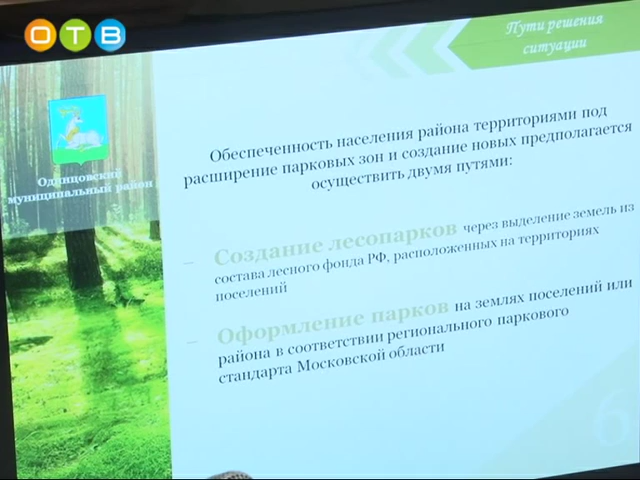 ОТВ
Пути решения
ситуации
Одинцовский
муниципальный район
Обеспеченность населения района территориями под
расширение парковых зон и создание новых предполагается
осуществить двумя путями:
– Создание лесопарков через выделение земель из
состава лесного фонда РФ, расположенных на территориях
поселений
– Оформление парков на землях поселений или
района в соответствии регионального паркового
стандарта Московской области
6